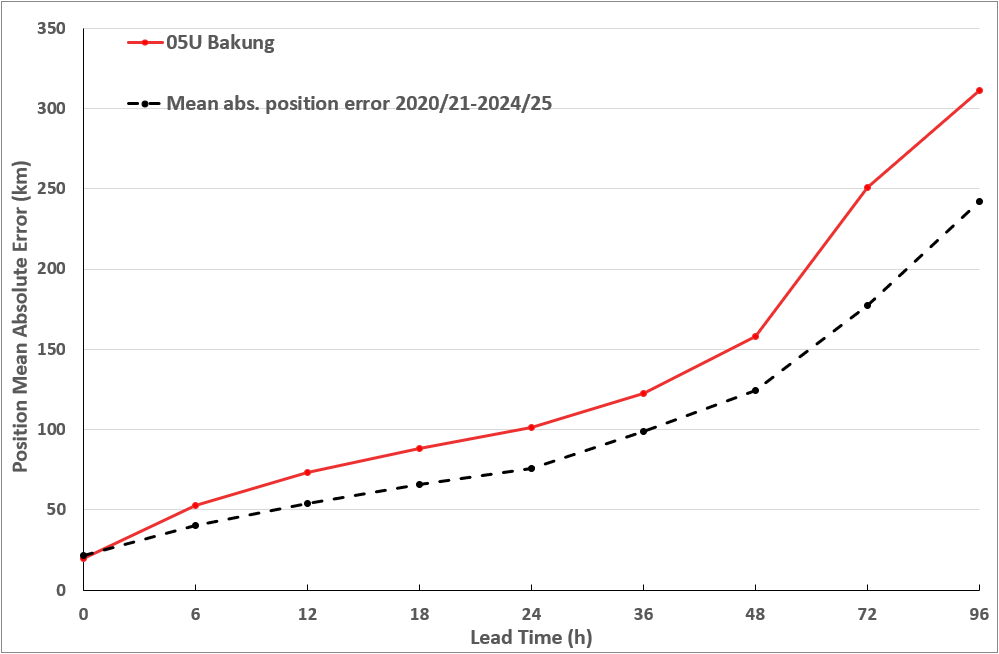 05U Bakung
Mean abs. position error 2020/21-2024/25
Position Mean Absolute Error (km)
350
300
250
200
150
100
50
0
0 6 12 18 24 36 48 72 96
Lead Time (h)